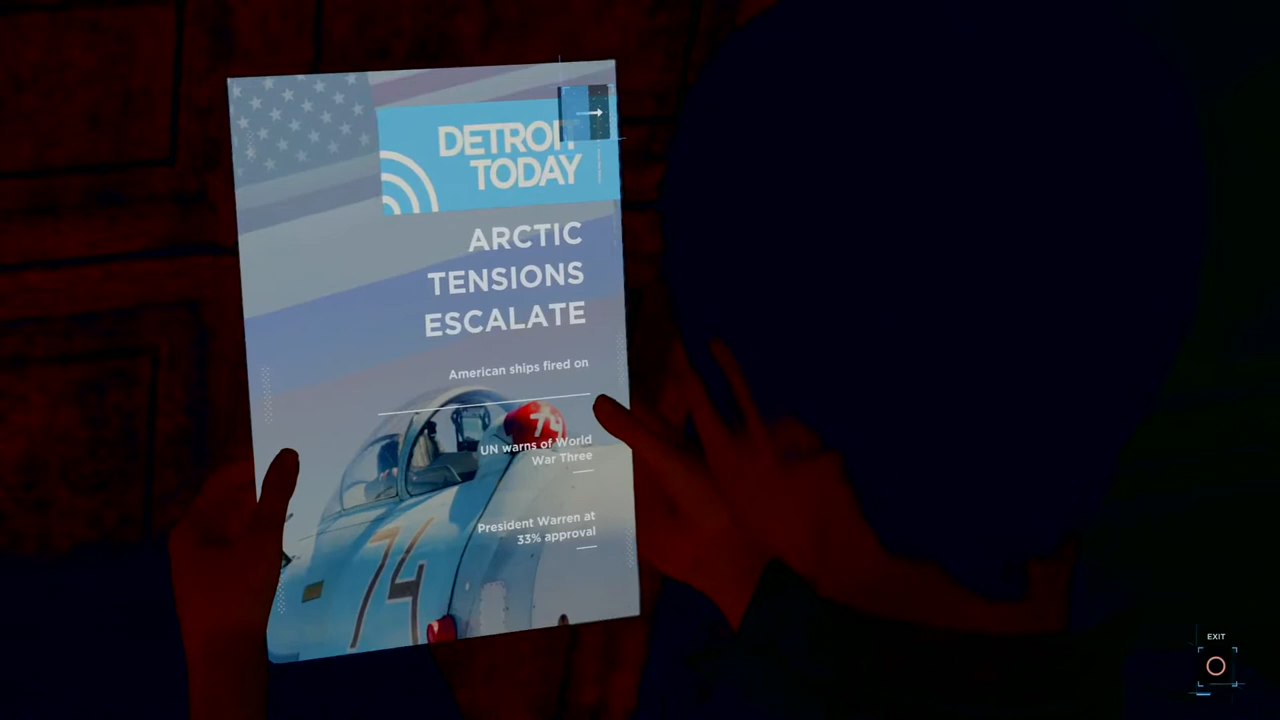 DETROIT
TODAY
ARCTIC
TENSIONS
ESCALATE
American ships fired on
74
UN warns of World
War Three
President Warren at
33% approval
74
EXIT